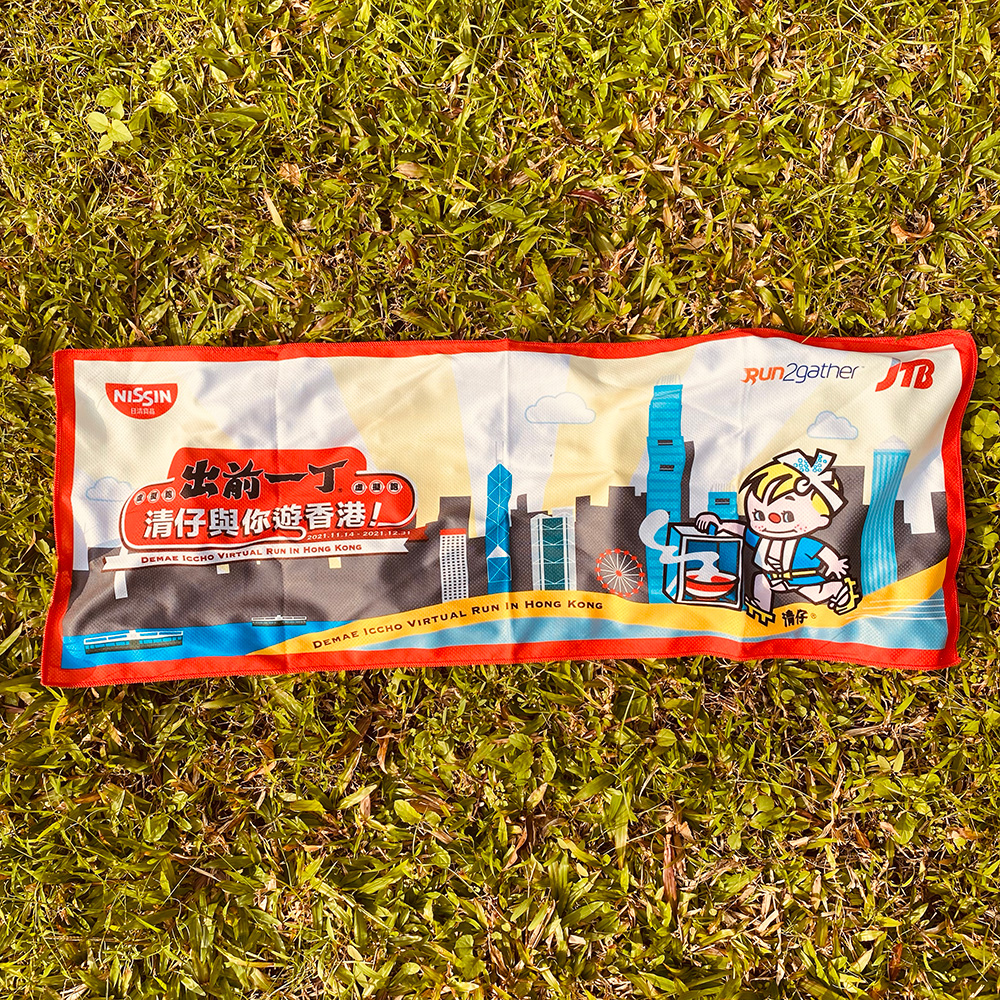 NISSIN
日清食品
Run2gather
JTB
出前一丁
清仔與你遊香港!
2021.11.14 - 2021.12.31
DEMAE ICCHO VIRTUAL RUN IN HONG KONG
DEMAE ICCHO VIRTUAL RUN IN HONG KONG
清仔®